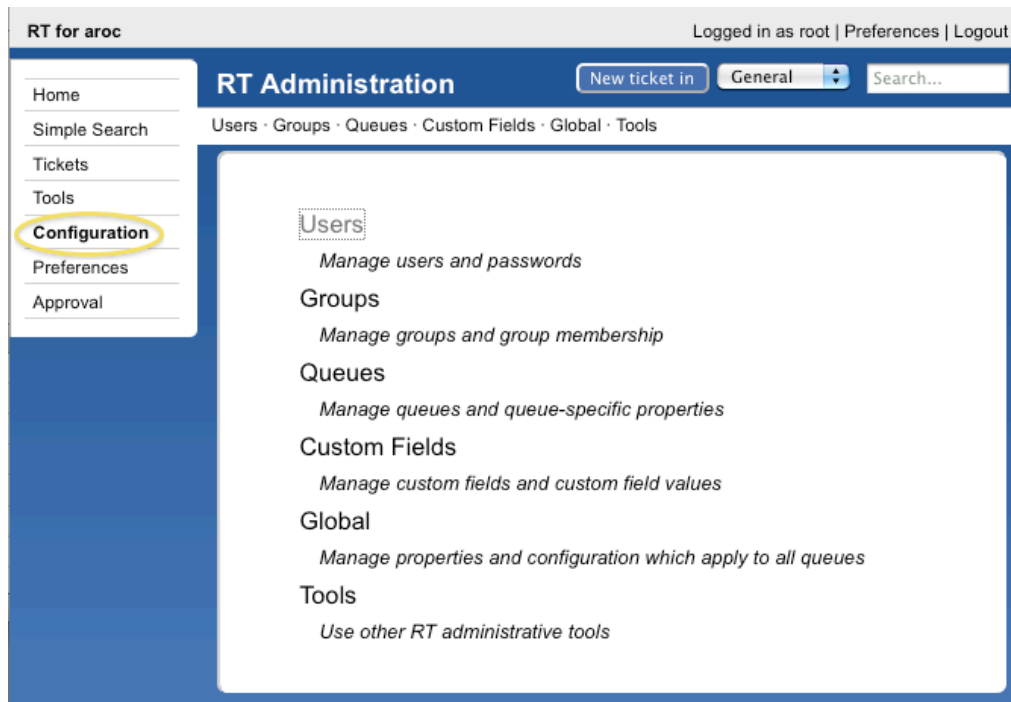 RT for aroc
Logged in as root | Preferences | Logout
Home
Simple Search
Tickets
Tools
Configuration
Preferences
Approval
RT Administration
New ticket in
General
Search...
Users · Groups · Queues · Custom Fields · Global · Tools
Users
Manage users and passwords
Groups
Manage groups and group membership
Queues
Manage queues and queue-specific properties
Custom Fields
Manage custom fields and custom field values
Global
Manage properties and configuration which apply to all queues
Tools
Use other RT administrative tools